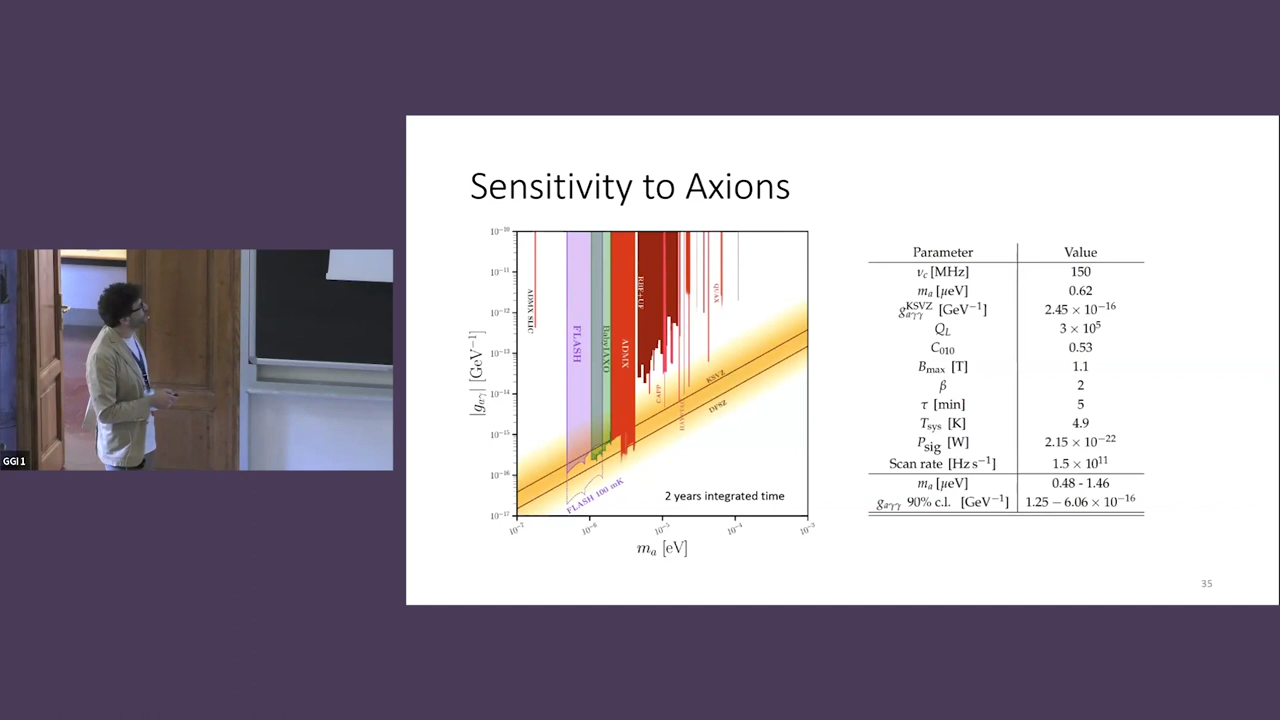 Sensitivity to Axions
10⁻¹⁰
10⁻¹¹
10⁻¹²
10⁻¹³
10⁻¹⁴
10⁻¹⁵
10⁻¹⁶
10⁻¹⁷
|g_aγ| [GeV⁻¹]
ADMX SLIC
FLASH
BabyIAXO
ADMX
RBF+UF
CAPP
QUAX
KSVZ
DFSZ
FLASH 100 mK
2 years integrated time
10⁻⁷ 10⁻⁶ 10⁻⁵ 10⁻⁴ 10⁻³
m_a [eV]
Parameter Value
ν_c [MHz] 150
m_a [μeV] 0.62
g_aγγ^KSVZ [GeV⁻¹] 2.45 × 10⁻¹⁶
Q_L 3 × 10⁵
C_010 0.53
B_max [T] 1.1
β 2
τ [min] 5
T_sys [K] 4.9
P_sig [W] 2.15 × 10⁻²²
Scan rate [Hz s⁻¹] 1.5 × 10¹¹
m_a [μeV] 0.48 - 1.46
g_aγγ 90% c.l. [GeV⁻¹] 1.25 − 6.06 × 10⁻¹⁶
35
GGI 1